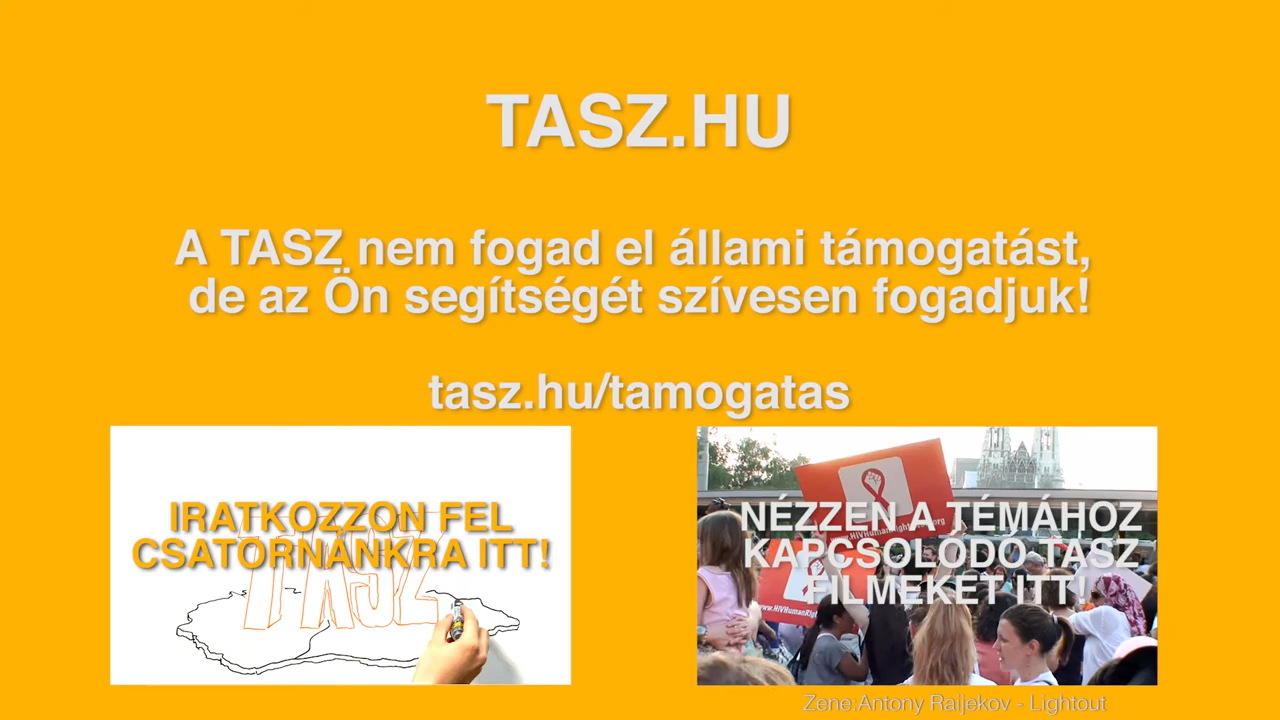 TASZ.HU
A TASZ nem fogad el állami támogatást,
de az Ön segítségét szívesen fogadjuk!
tasz.hu/tamogatas
IRATKOZZON FEL
CSATORNÁNKRA ITT!
TASZ
NÉZZEN A TÉMÁHOZ
KAPCSOLÓDÓ TASZ
FILMEKET ITT!
Zene:Antony Raijekov - Lightout